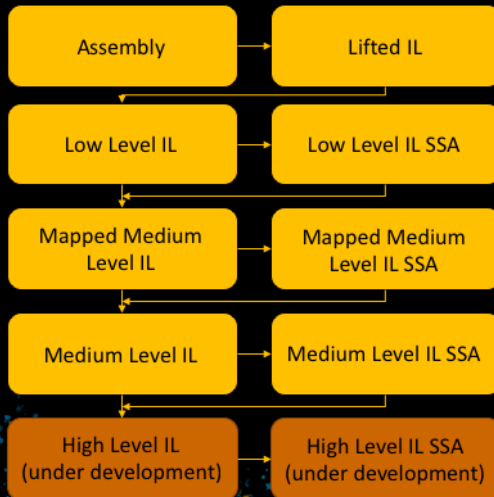 Assembly
Lifted IL
Low Level IL
Low Level IL SSA
Mapped Medium
Level IL
Mapped Medium
Level IL SSA
Medium Level IL
Medium Level IL SSA
High Level IL
(under development)
High Level IL SSA
(under development)